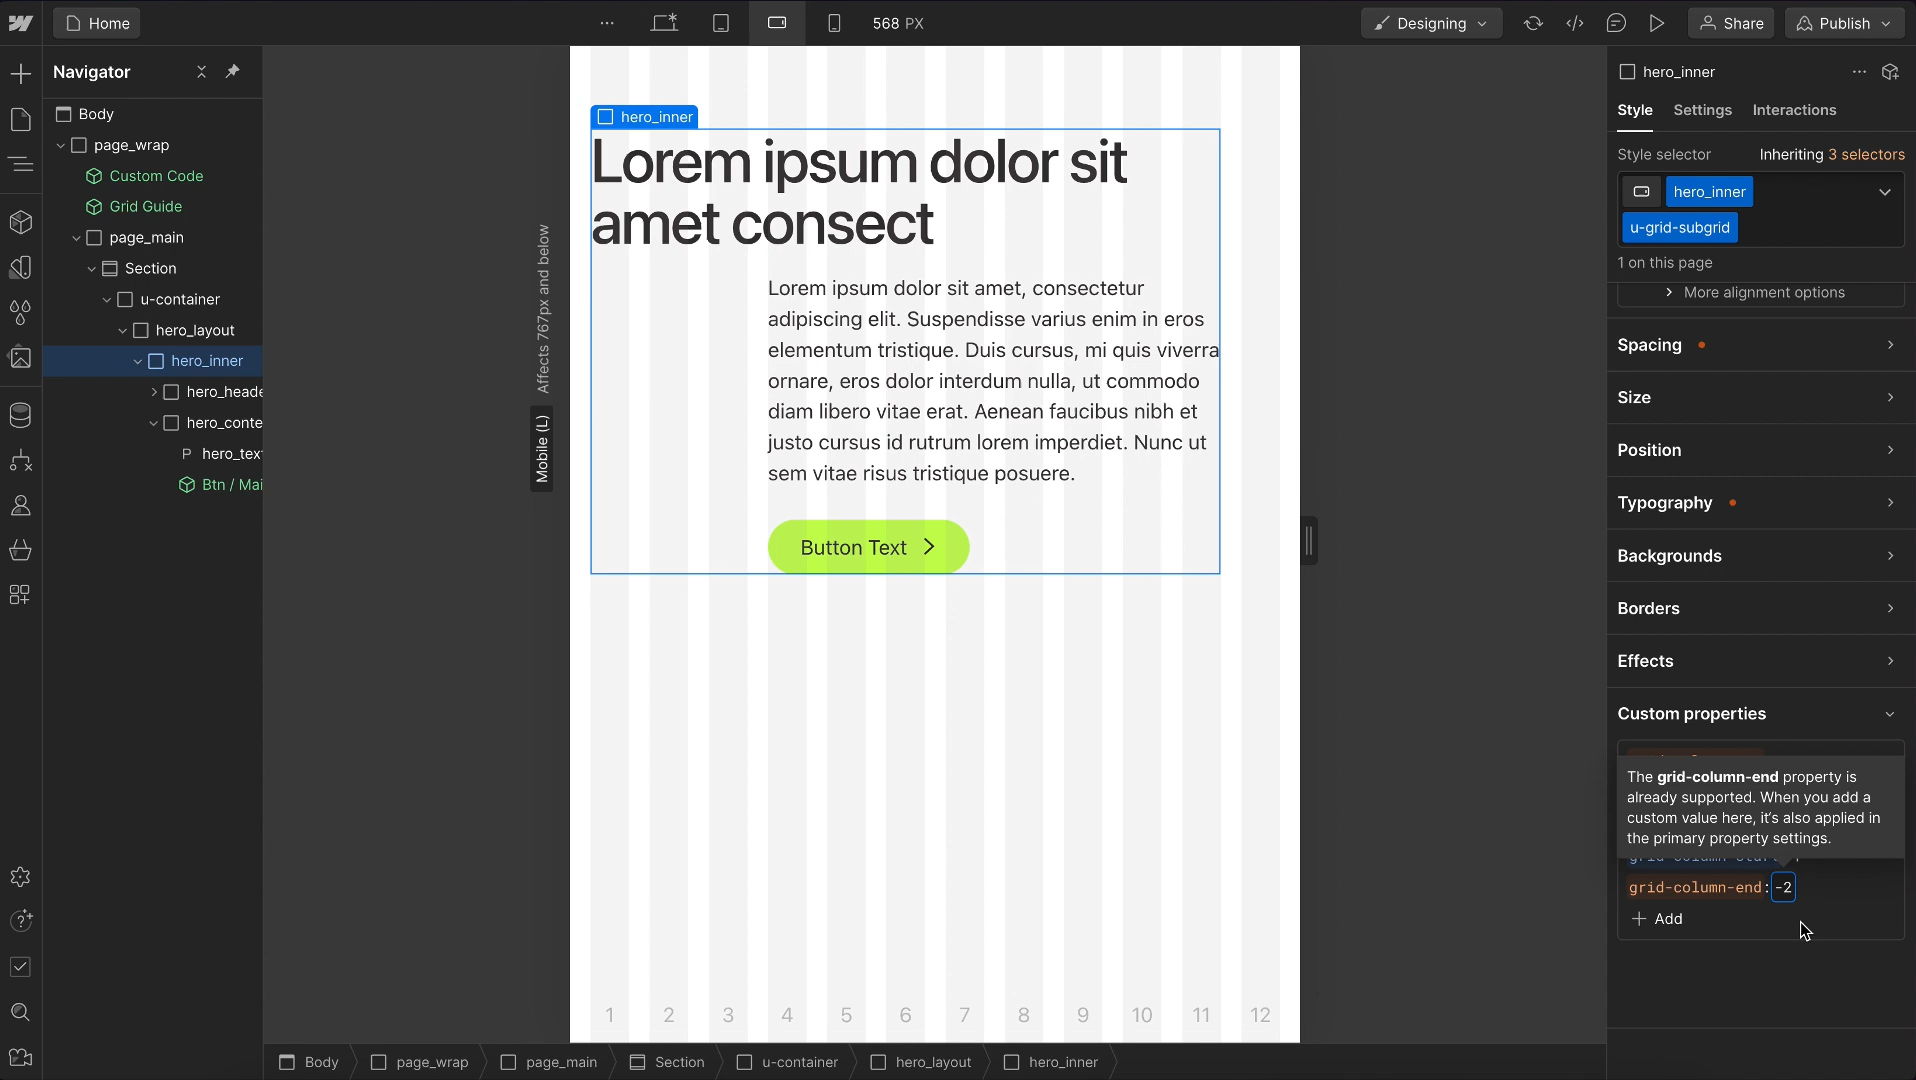 Home
568 PX
Designing
Share
Publish
Navigator
Body
page_wrap
Custom Code
Grid Guide
page_main
Section
u-container
hero_layout
hero_inner
hero_heade
hero_conte
P hero_tex
Btn / Mai
Affects 767px and below
Mobile (L)
hero_inner
Lorem ipsum dolor sit
amet consect
Lorem ipsum dolor sit amet, consectetur
adipiscing elit. Suspendisse varius enim in eros
elementum tristique. Duis cursus, mi quis viverra
ornare, eros dolor interdum nulla, ut commodo
diam libero vitae erat. Aenean faucibus nibh et
justo cursus id rutrum lorem imperdiet. Nunc ut
sem vitae risus tristique posuere.
Button Text
1 2 3 4 5 6 7 8 9 10 11 12
Body page_wrap page_main Section u-container hero_layout hero_inner
hero_inner
Style Settings Interactions
Style selector Inheriting 3 selectors
hero_inner
u-grid-subgrid
1 on this page
More alignment options
Spacing
Size
Position
Typography
Backgrounds
Borders
Effects
Custom properties
The grid-column-end property is
already supported. When you add a
custom value here, it's also applied in
the primary property settings.
grid-column-end: -2
Add